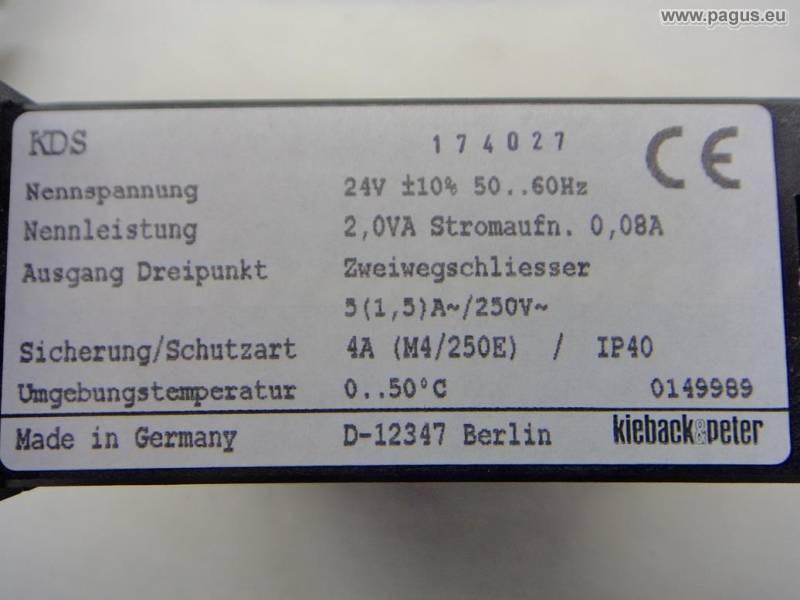 www.pagus.eu
KDS 174027 CE
Nennspannung 24V ±10% 50..60Hz
Nennleistung 2,0VA Stromaufn. 0,08A
Ausgang Dreipunkt Zweiwegschliesser
5(1,5)A~/250V~
Sicherung/Schutzart 4A (M4/250E) / IP40
Umgebungstemperatur 0..50°C 0149989
Made in Germany D-12347 Berlin kieback&peter